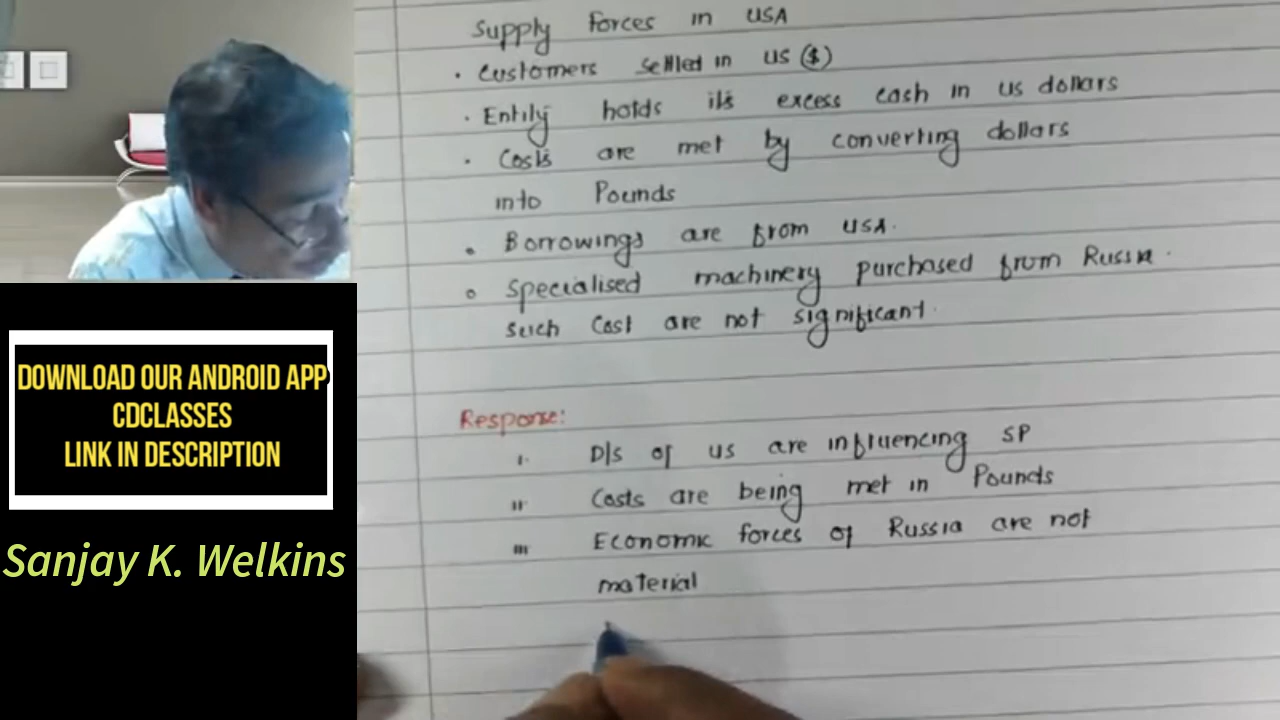 Supply forces in USA
• Customers settled in US ($)
• Entity holds its excess cash in US dollars
• Costs are met by converting dollars
into Pounds
• Borrowings are from USA.
• Specialised machinery purchased from Russia.
Such Cost are not significant.
Response:
i. D/S of US are influencing SP
ii Costs are being met in Pounds
iii Economic forces of Russia are not
material
DOWNLOAD OUR ANDROID APP
CDCLASSES
LINK IN DESCRIPTION
Sanjay K. Welkins